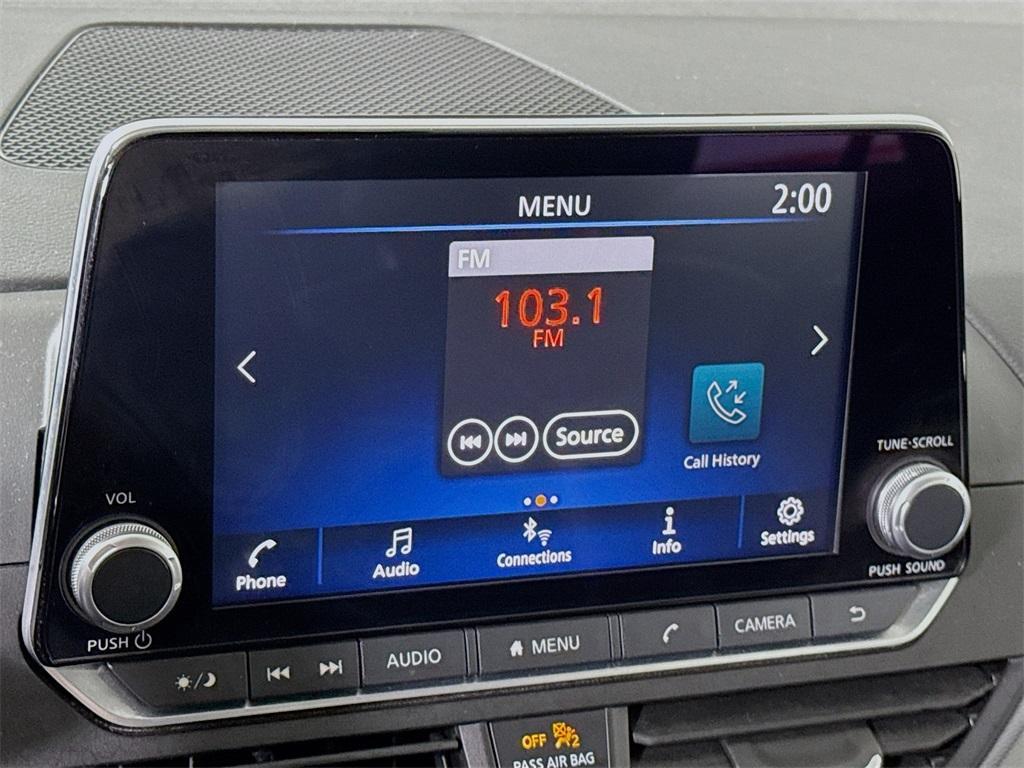 MENU
2:00
FM
103.1
FM
Source
Call History
Phone
Audio
Connections
Info
Settings
VOL
PUSH
TUNE·SCROLL
PUSH SOUND
AUDIO
MENU
CAMERA
OFF
2
PASS AIR BAG